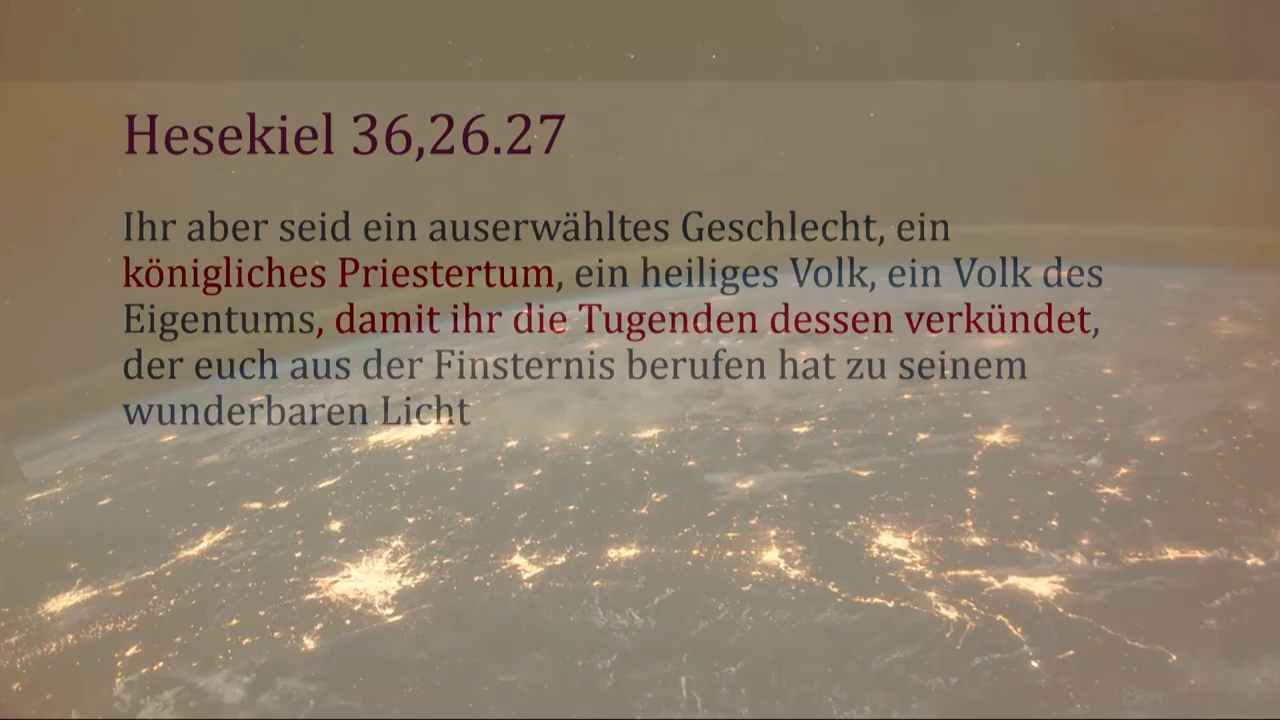 Hesekiel 36,26.27
Ihr aber seid ein auserwähltes Geschlecht, ein
königliches Priestertum, ein heiliges Volk, ein Volk des
Eigentums, damit ihr die Tugenden dessen verkündet,
der euch aus der Finsternis berufen hat zu seinem
wunderbaren Licht